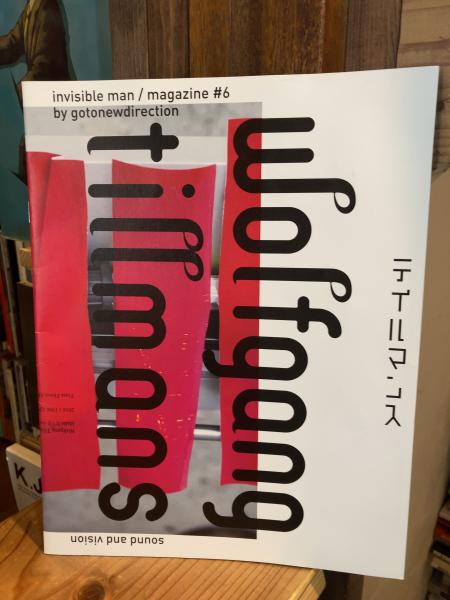 invisible man / magazine #6
by gotonewdirection
wolfgang
tillmans
ティルマンス
sound and vision
K.J